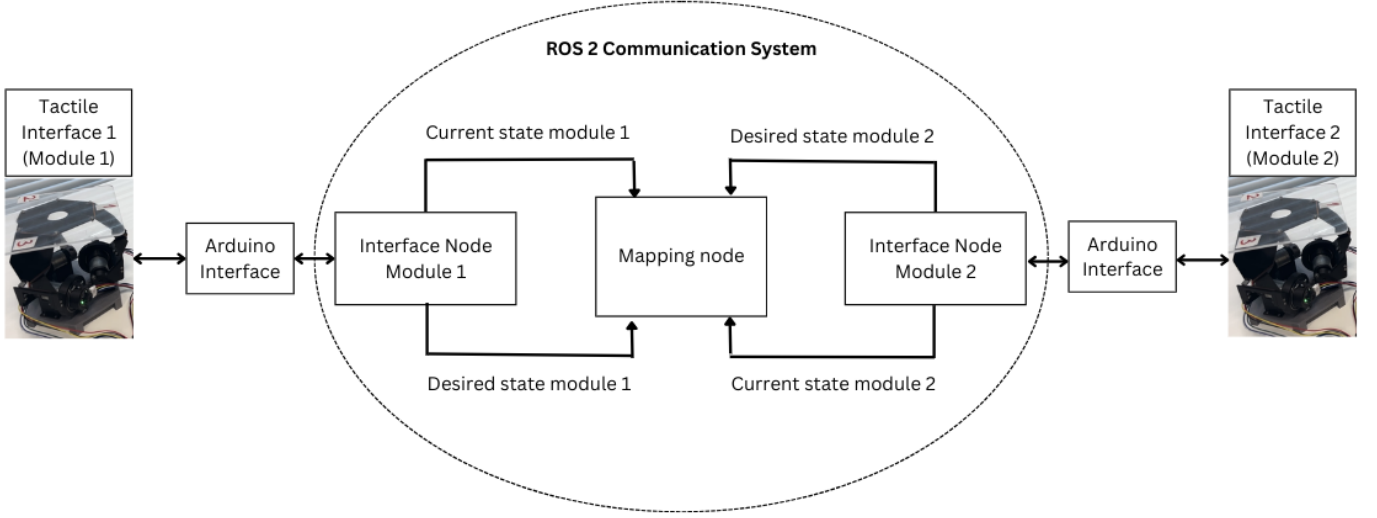 ROS 2 Communication System
Tactile
Interface 1
(Module 1)
Tactile
Interface 2
(Module 2)
Current state module 1
Desired state module 2
Arduino
Interface
Interface Node
Module 1
Mapping node
Interface Node
Module 2
Arduino
Interface
Desired state module 1
Current state module 2